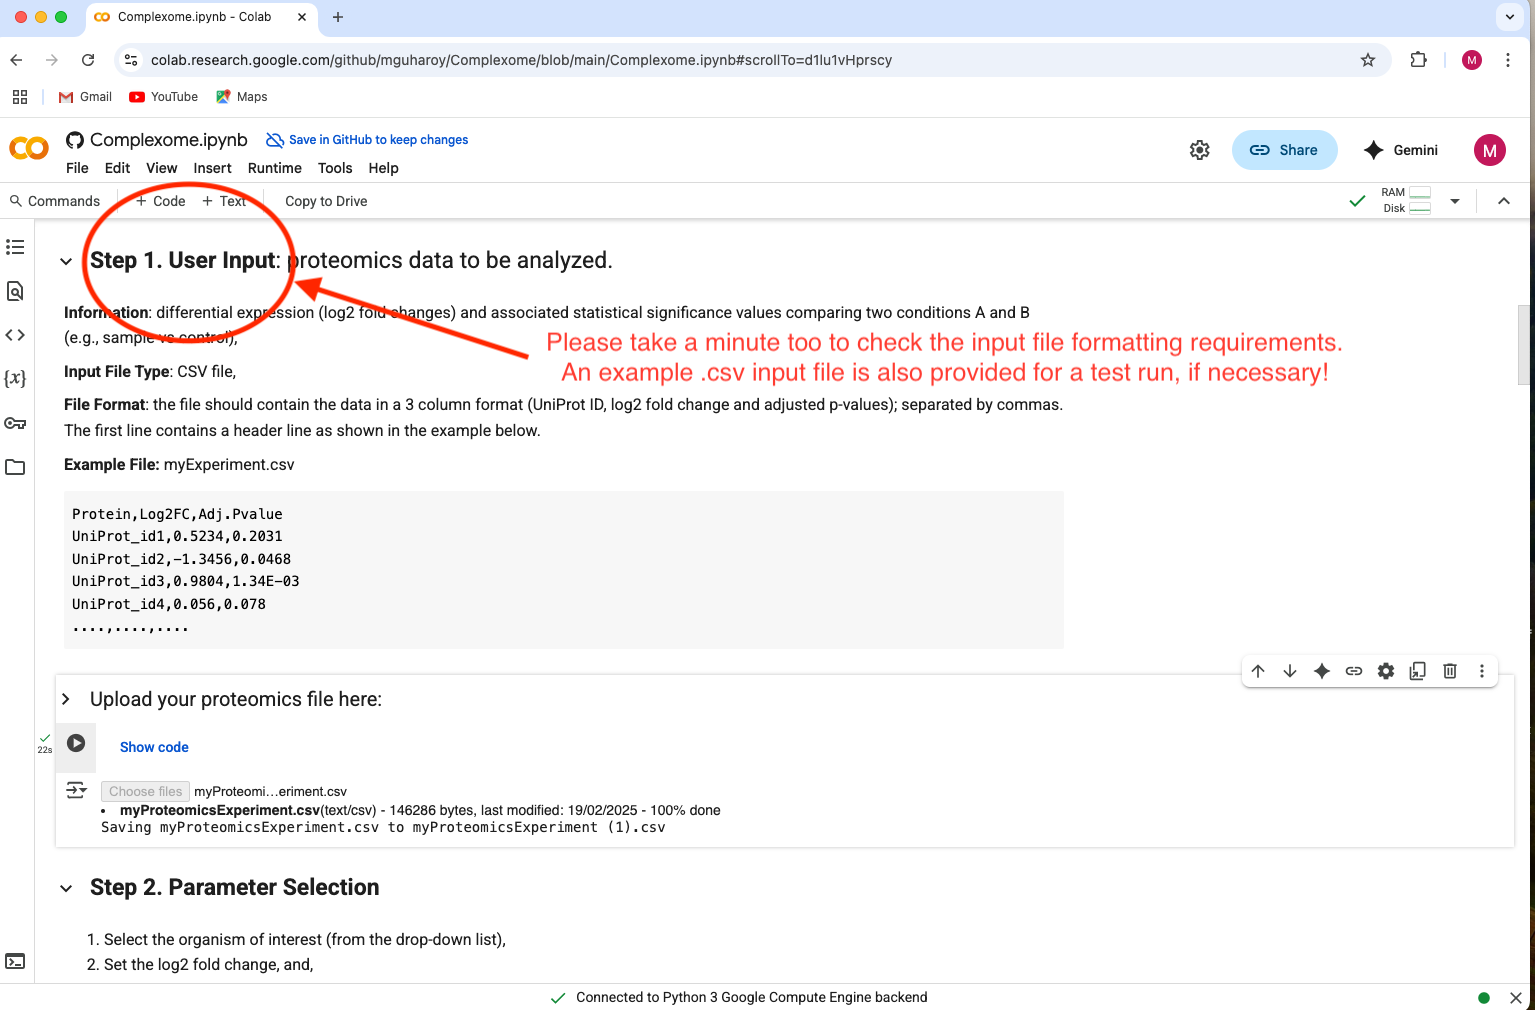 Complexome.ipynb - Colab
colab.research.google.com/github/mguharoy/Complexome/blob/main/Complexome.ipynb#scrollTo=d1lu1vHprscy
M
Gmail
YouTube
Maps
Complexome.ipynb
Save in GitHub to keep changes
File Edit View Insert Runtime Tools Help
Share
Gemini
M
Commands
+ Code + Text
Copy to Drive
RAM
Disk
Step 1. User Input: proteomics data to be analyzed.
Information: differential expression (log2 fold changes) and associated statistical significance values comparing two conditions A and B
(e.g., sample vs control),
Please take a minute too to check the input file formatting requirements.
An example .csv input file is also provided for a test run, if necessary!
Input File Type: CSV file,
File Format: the file should contain the data in a 3 column format (UniProt ID, log2 fold change and adjusted p-values); separated by commas.
The first line contains a header line as shown in the example below.
Example File: myExperiment.csv
Protein,Log2FC,Adj.Pvalue
UniProt_id1,0.5234,0.2031
UniProt_id2,-1.3456,0.0468
UniProt_id3,0.9804,1.34E-03
UniProt_id4,0.056,0.078
....,....,....
Upload your proteomics file here:
22s
Show code
Choose files myProteomi…eriment.csv
• myProteomicsExperiment.csv(text/csv) - 146286 bytes, last modified: 19/02/2025 - 100% done
Saving myProteomicsExperiment.csv to myProteomicsExperiment (1).csv
Step 2. Parameter Selection
1. Select the organism of interest (from the drop-down list),
2. Set the log2 fold change, and,
Connected to Python 3 Google Compute Engine backend